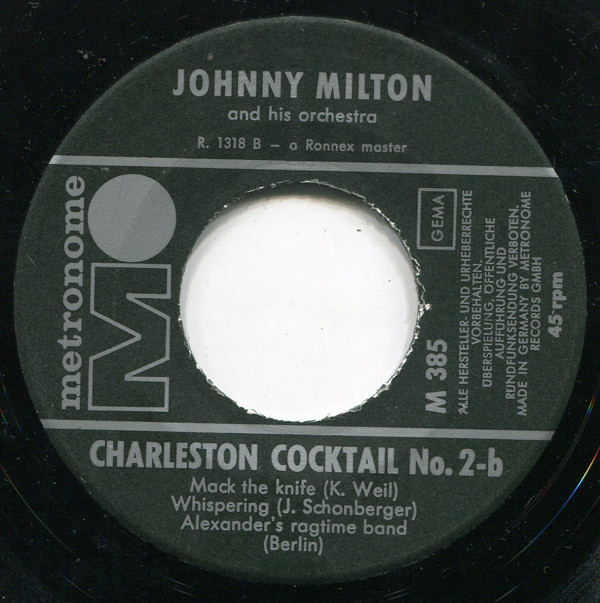 JOHNNY MILTON
and his orchestra
R. 1318 B – a Ronnex master
metronome
GEMA
M 385
ALLE HERSTELLER- UND URHEBERRECHTE
VORBEHALTEN.
ÜBERSPIELUNG, ÖFFENTLICHE
AUFFÜHRUNG UND
RUNDFUNKSENDUNG VERBOTEN.
MADE IN GERMANY BY METRONOME
RECORDS GMBH
45 rpm
CHARLESTON COCKTAIL No. 2-b
Mack the knife (K. Weil)
Whispering (J. Schonberger)
Alexander's ragtime band
(Berlin)